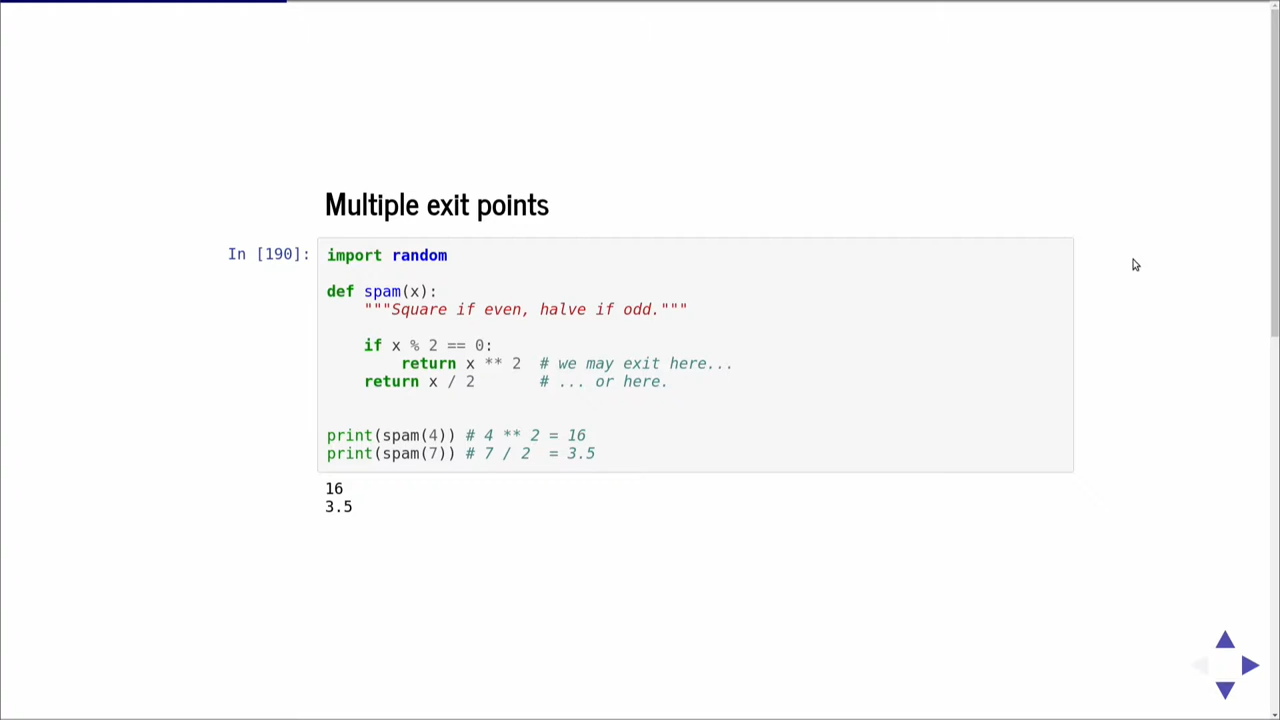 Multiple exit points
In [190]:
import random
def spam(x):
"""Square if even, halve if odd."""
if x % 2 == 0:
return x ** 2  # we may exit here...
return x / 2       # ... or here.
print(spam(4)) # 4 ** 2 = 16
print(spam(7)) # 7 / 2  = 3.5
16
3.5